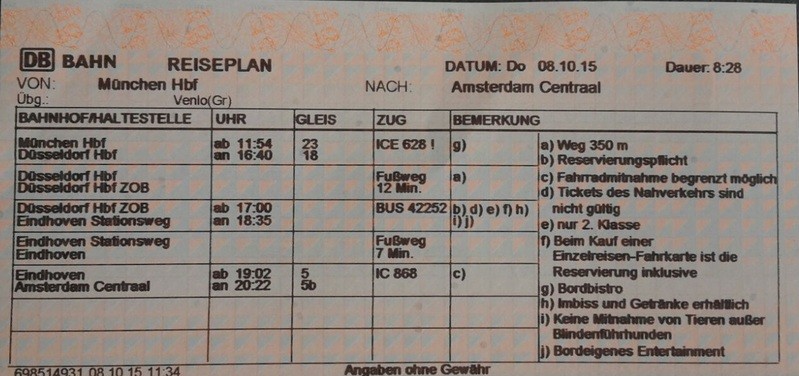 DB BAHN REISEPLAN DATUM: Do 08.10.15 Dauer: 8:28
VON: München Hbf NACH: Amsterdam Centraal
Übg.: Venlo(Gr)
BAHNHOF/HALTESTELLE UHR GLEIS ZUG BEMERKUNG
München Hbf ab 11:54 23 ICE 628 ! g)
Düsseldorf Hbf an 16:40 18
Düsseldorf Hbf Fußweg a)
Düsseldorf Hbf ZOB 12 Min.
Düsseldorf Hbf ZOB ab 17:00 BUS 42252 b) d) e) f) h)
Eindhoven Stationsweg an 18:35 i) j)
Eindhoven Stationsweg Fußweg
Eindhoven 7 Min.
Eindhoven ab 19:02 5 IC 868 c)
Amsterdam Centraal an 20:22 5b
a) Weg 350 m
b) Reservierungspflicht
c) Fahrradmitnahme begrenzt möglich
d) Tickets des Nahverkehrs sind
nicht gültig
e) nur 2. Klasse
f) Beim Kauf einer
Einzelreisen-Fahrkarte ist die
Reservierung inklusive
g) Bordbistro
h) Imbiss und Getränke erhältlich
i) Keine Mitnahme von Tieren außer
Blindenführhunden
j) Bordeigenes Entertainment
698514931 08.10.15 11:34 Angaben ohne Gewähr